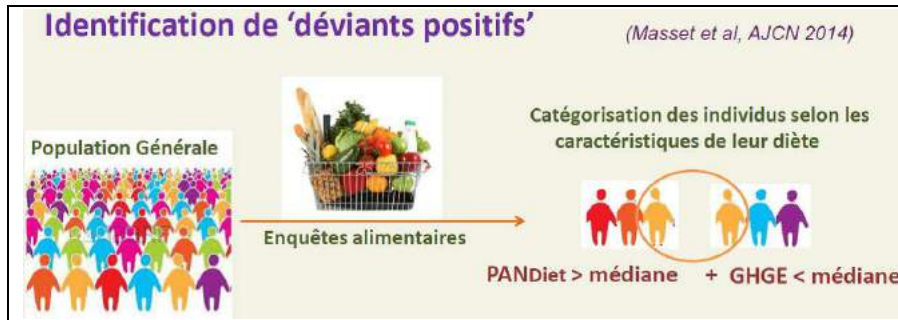 Identification de ‘déviants positifs’
(Masset et al, AJCN 2014)
Population Générale
Enquêtes alimentaires
Catégorisation des individus selon les
caractéristiques de leur diète
PANDiet > médiane + GHGE < médiane